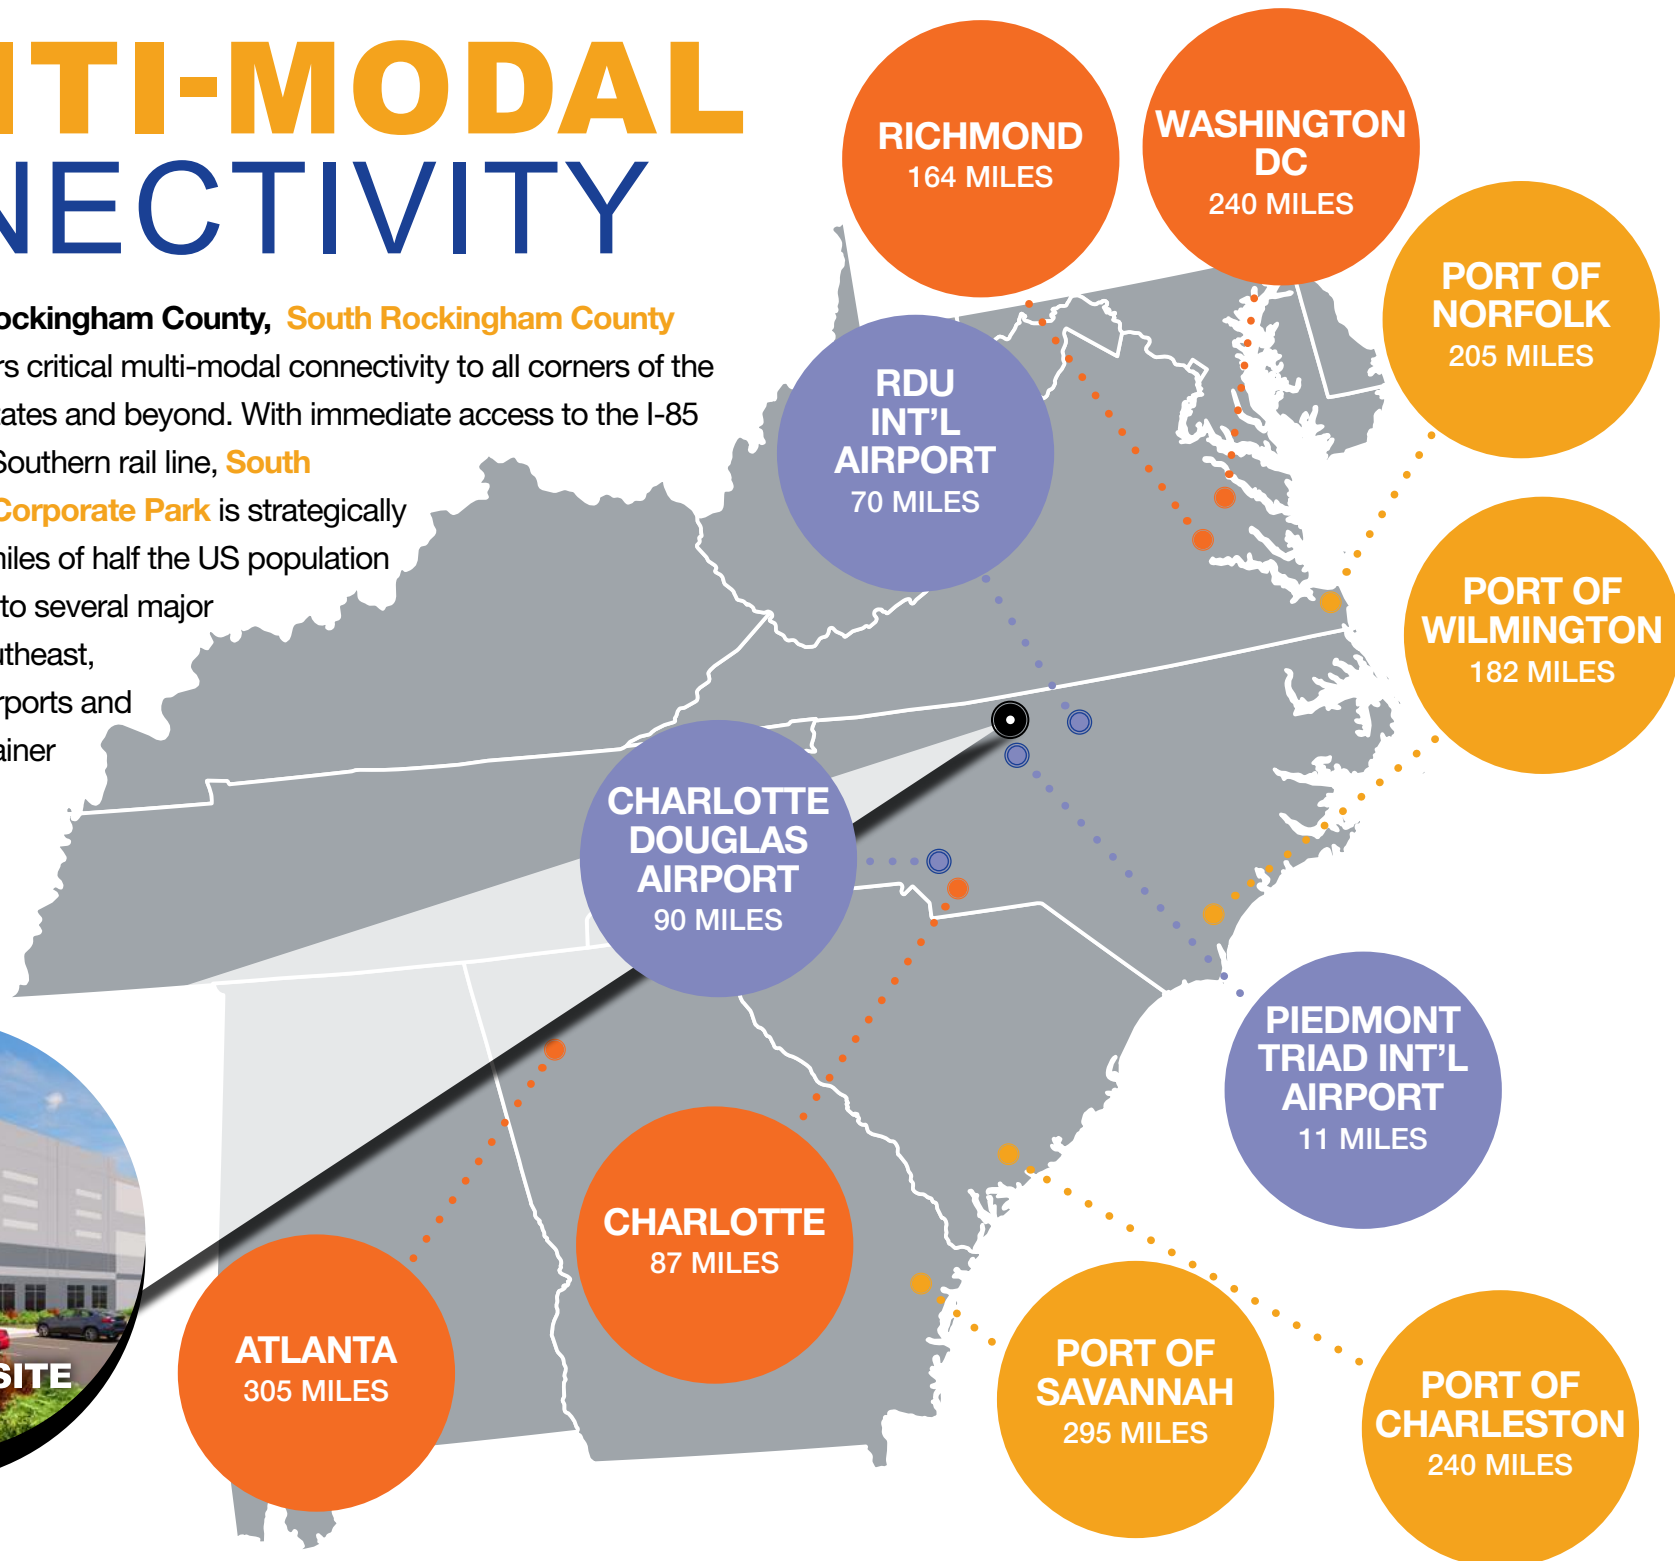 TI-MODAL
NECTIVITY
ockingham County, South Rockingham County
rs critical multi-modal connectivity to all corners of the
ates and beyond. With immediate access to the I-85
Southern rail line, South
Corporate Park is strategically
niles of half the US population
to several major
utheast,
rports and
ainer
RICHMOND
164 MILES
WASHINGTON
DC
240 MILES
PORT OF
NORFOLK
205 MILES
RDU
INT'L
AIRPORT
70 MILES
PORT OF
WILMINGTON
182 MILES
CHARLOTTE
DOUGLAS
AIRPORT
90 MILES
PIEDMONT
TRIAD INT'L
AIRPORT
11 MILES
CHARLOTTE
87 MILES
ATLANTA
305 MILES
PORT OF
SAVANNAH
295 MILES
PORT OF
CHARLESTON
240 MILES
SITE